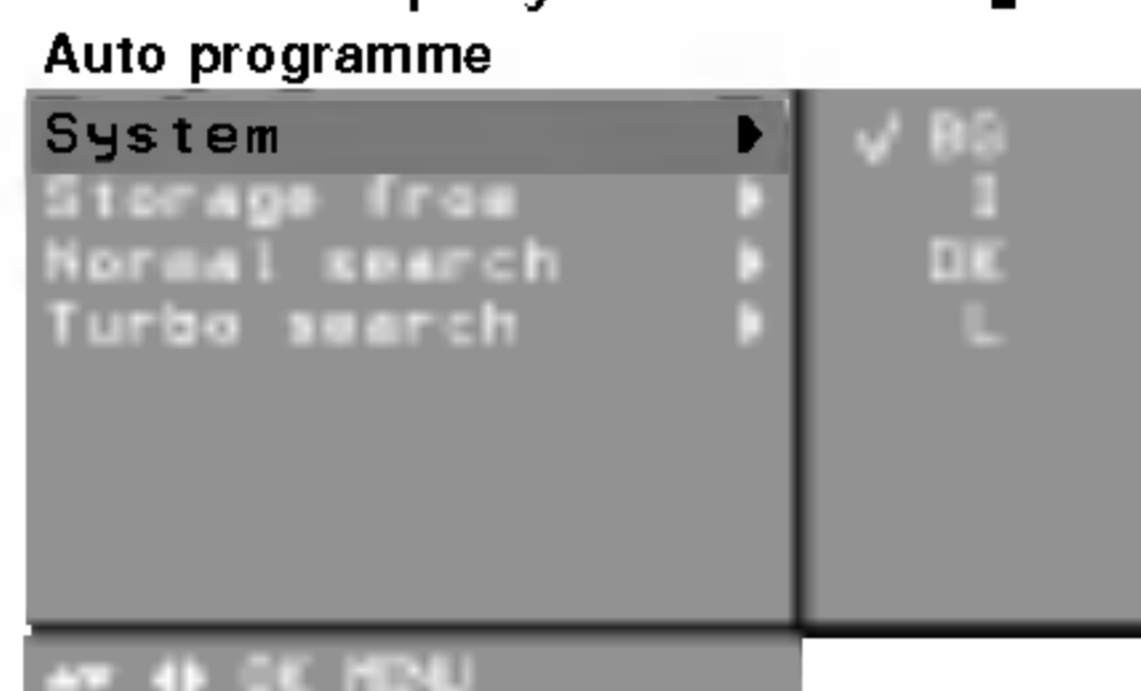 Auto programme
System ▶ ✓ BG
Storage from ▶ I
Normal search ▶ DK
Turbo search ▶ L
▲▼ ◀▶ OK MENU